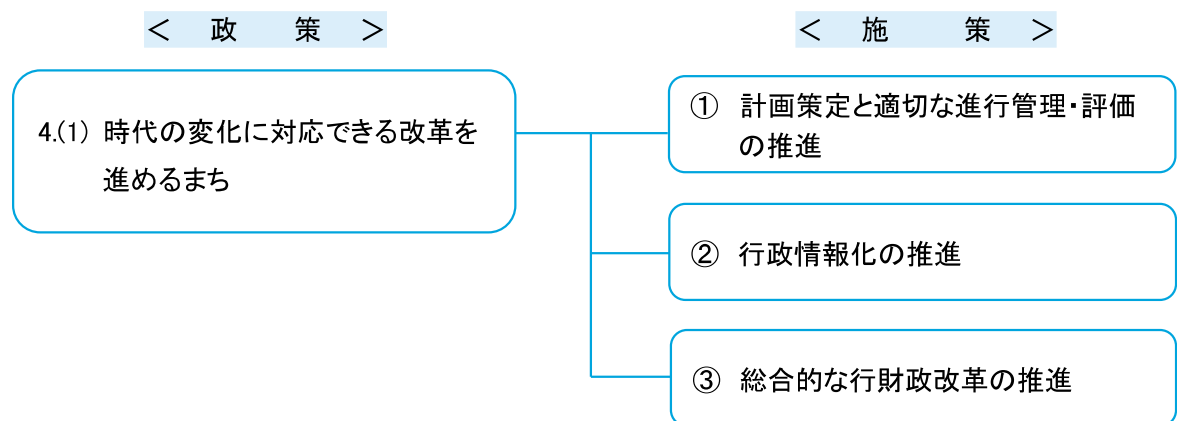 ＜ 政 策 ＞
＜ 施 策 ＞
4.(1) 時代の変化に対応できる改革を
進めるまち
① 計画策定と適切な進行管理・評価
の推進
② 行政情報化の推進
③ 総合的な行財政改革の推進